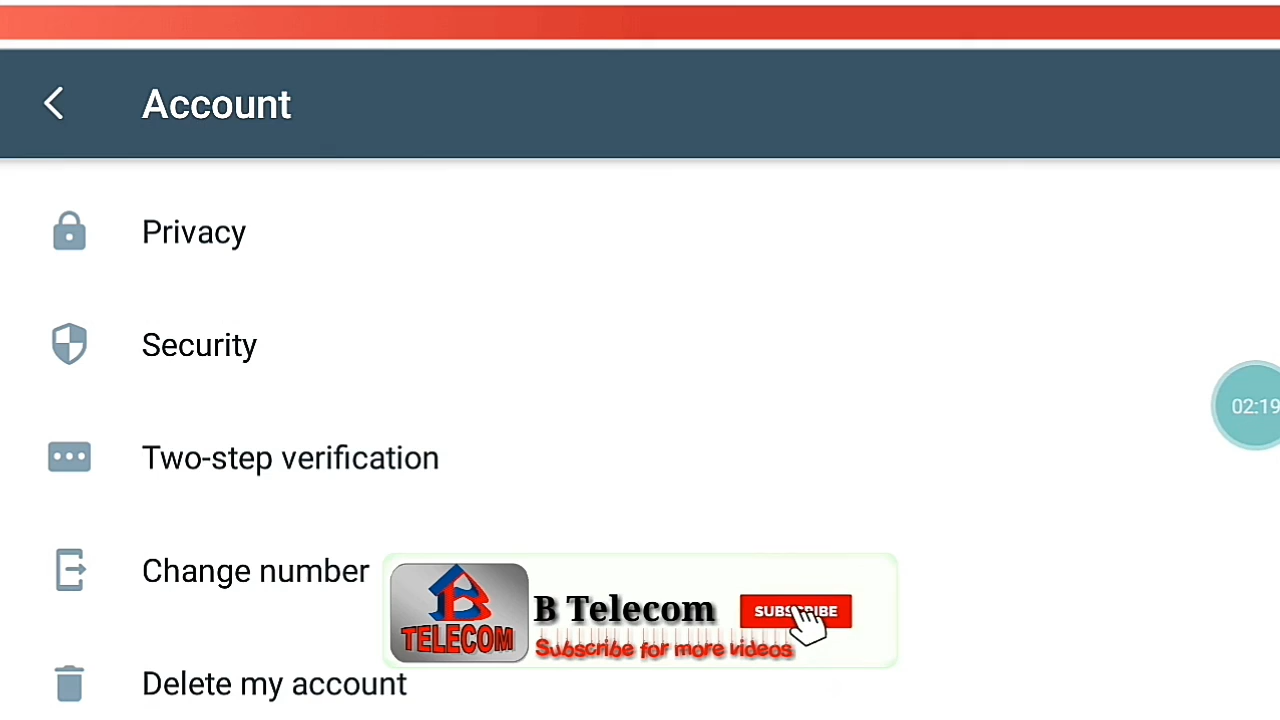 Account
Privacy
Security
02:19
Two-step verification
Change number
B
TELECOM
B Telecom
SUBSCRIBE
Subscribe for more videos
Delete my account